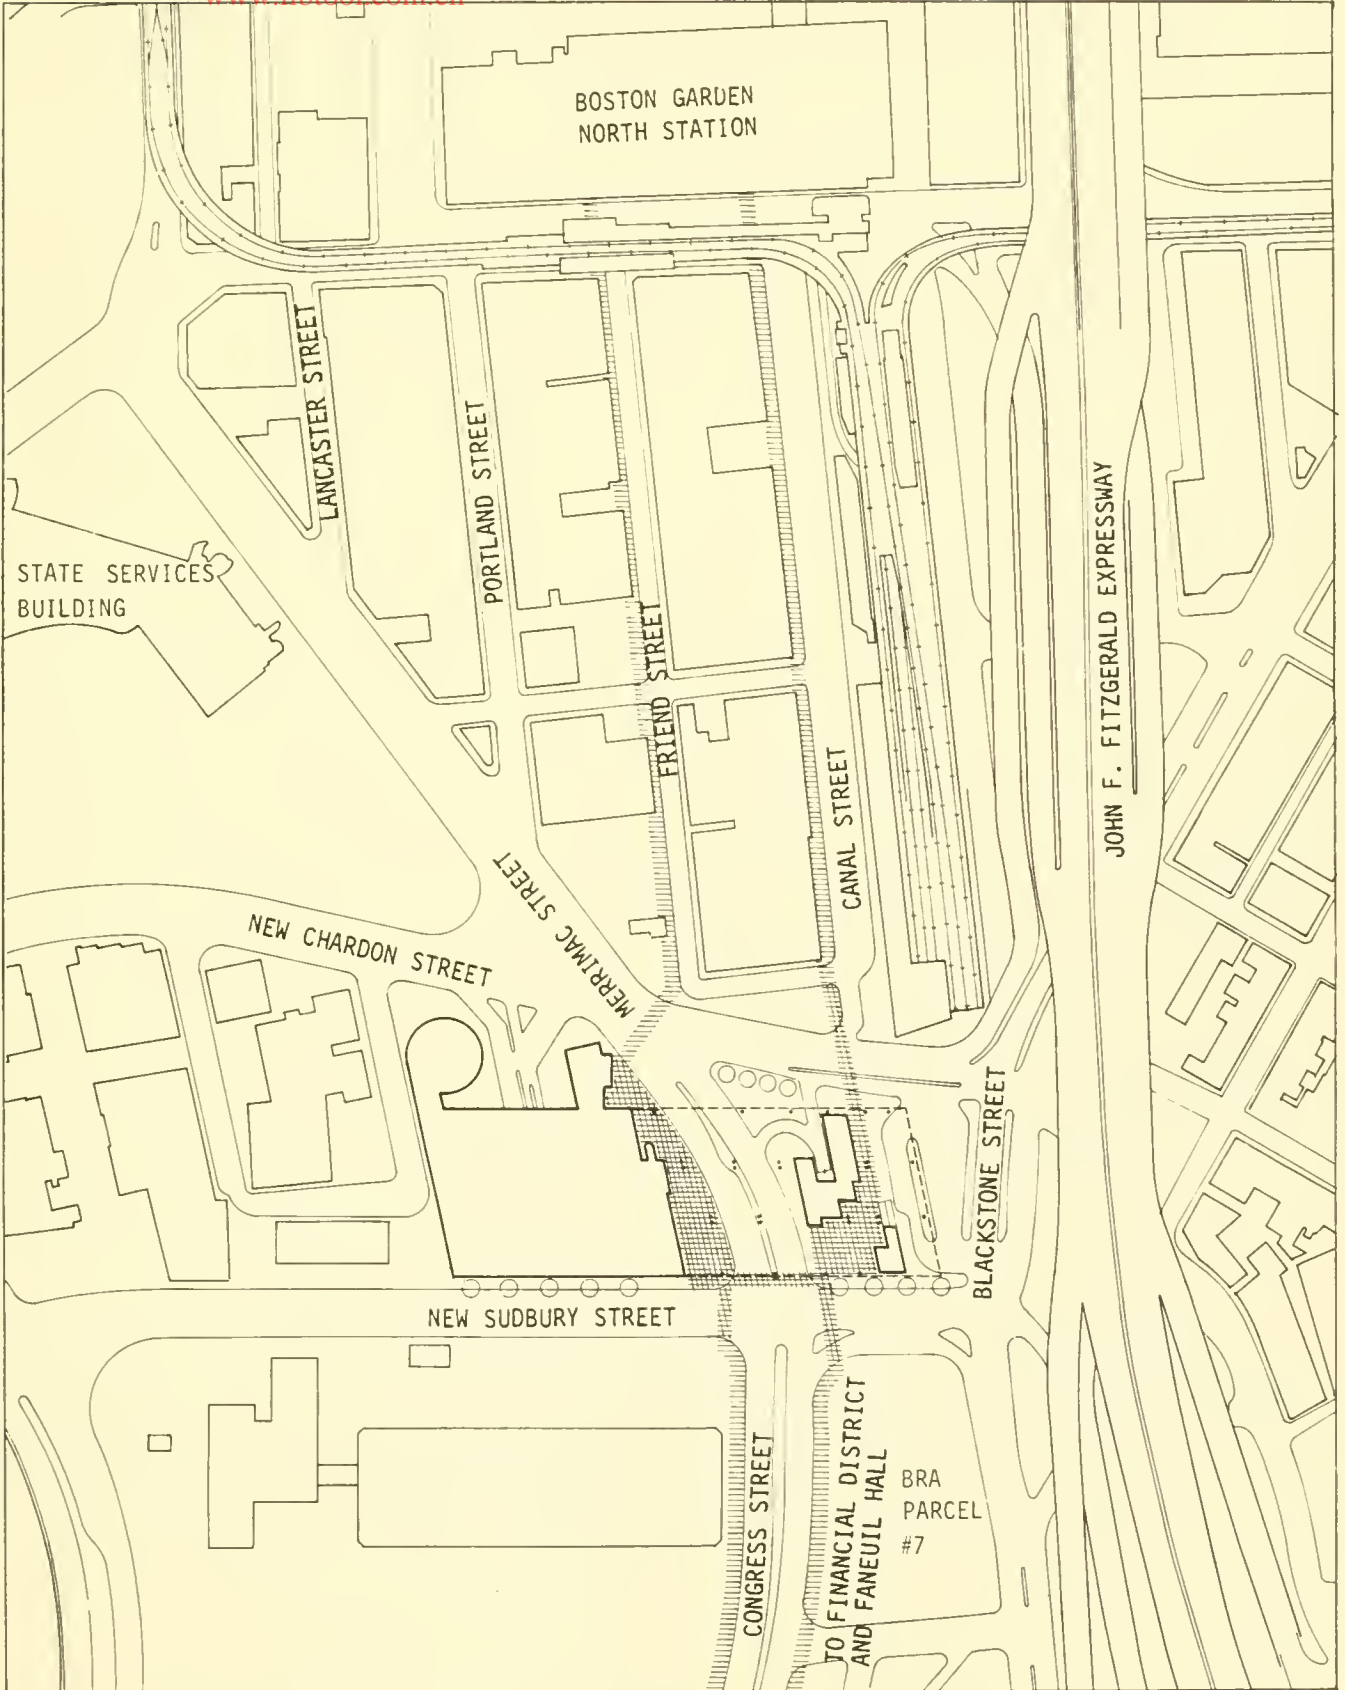 BOSTON GARDEN
NORTH STATION
LANCASTER STREET
PORTLAND STREET
STATE SERVICES
BUILDING
FRIEND STREET
JOHN F. FITZGERALD EXPRESSWAY
CANAL STREET
MERRIMAC STREET
NEW CHARDON STREET
BLACKSTONE STREET
NEW SUDBURY STREET
CONGRESS STREET
TO FINANCIAL DISTRICT
AND FANEUIL HALL
BRA
PARCEL
#7